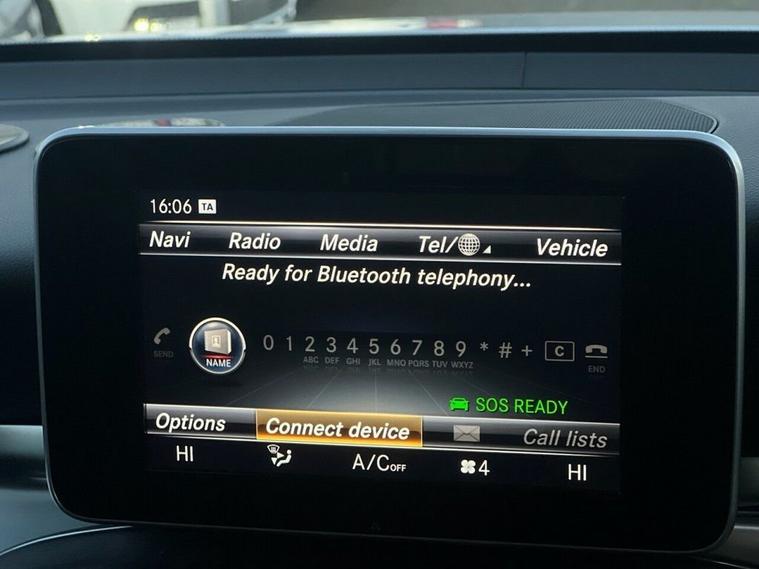 16:06 TA
Navi Radio Media Tel/ Vehicle
Ready for Bluetooth telephony...
SEND NAME 0 1 2 3 4 5 6 7 8 9 * # + C END
ABC DEF GHI JKL MNO PQRS TUV WXYZ
SOS READY
Options Connect device Call lists
HI A/C OFF 4 HI